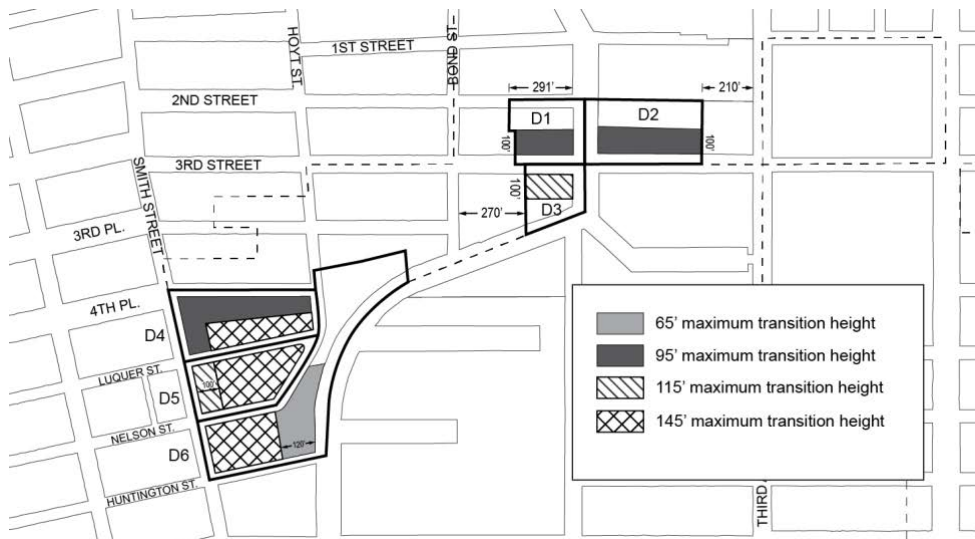 1ST STREET
HOYT ST
BOND ST
291'
210'
2ND STREET
D1
D2
100'
100'
3RD STREET
SMITH STREET
100'
270'
D3
3RD PL.
4TH PL.
D4
65' maximum transition height
95' maximum transition height
115' maximum transition height
145' maximum transition height
LUQUER ST.
100'
D5
NELSON ST.
D6
120'
HUNTINGTON ST.
THIRD